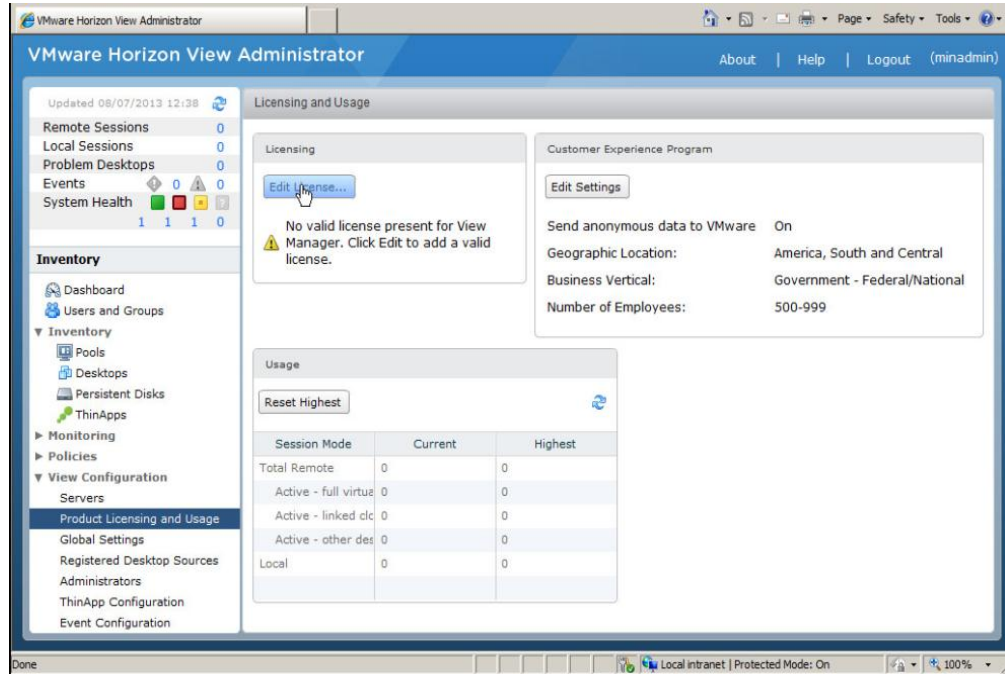 VMware Horizon View Administrator
Page
Safety
Tools
VMware Horizon View Administrator
About | Help | Logout (minadmin)
Updated 08/07/2013 12:38
Remote Sessions 0
Local Sessions 0
Problem Desktops 0
Events 0 0
System Health
1 1 1 0
Inventory
Dashboard
Users and Groups
Inventory
Pools
Desktops
Persistent Disks
ThinApps
Monitoring
Policies
View Configuration
Servers
Product Licensing and Usage
Global Settings
Registered Desktop Sources
Administrators
ThinApp Configuration
Event Configuration
Licensing and Usage
Licensing
Edit License...
No valid license present for View
Manager. Click Edit to add a valid
license.
Customer Experience Program
Edit Settings
Send anonymous data to VMware On
Geographic Location: America, South and Central
Business Vertical: Government - Federal/National
Number of Employees: 500-999
Usage
Reset Highest
Session Mode Current Highest
Total Remote 0 0
Active - full virtua 0 0
Active - linked clo 0 0
Active - other des 0 0
Local 0 0
Done
Local intranet | Protected Mode: On
100%